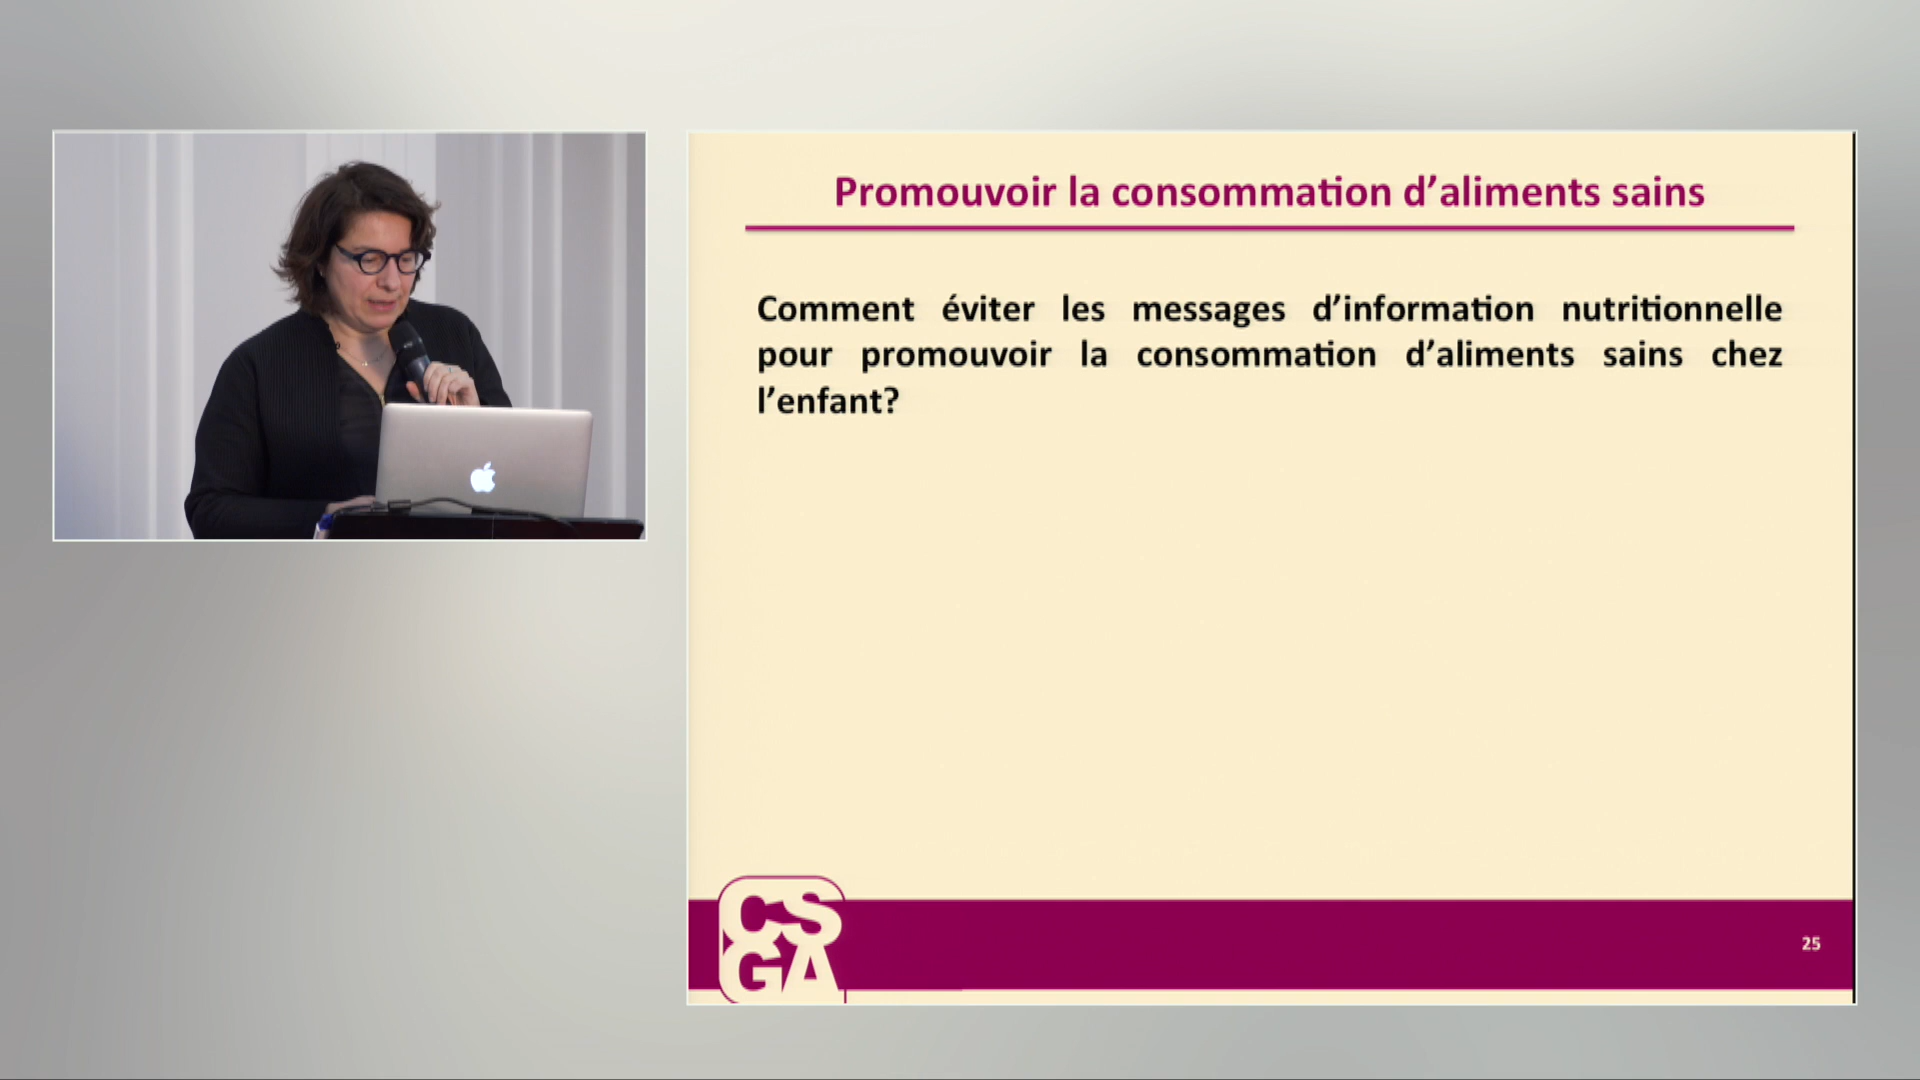 Promouvoir la consommation d’aliments sains
Comment éviter les messages d’information nutritionnelle
pour promouvoir la consommation d’aliments sains chez
l’enfant?
CS
GA
25